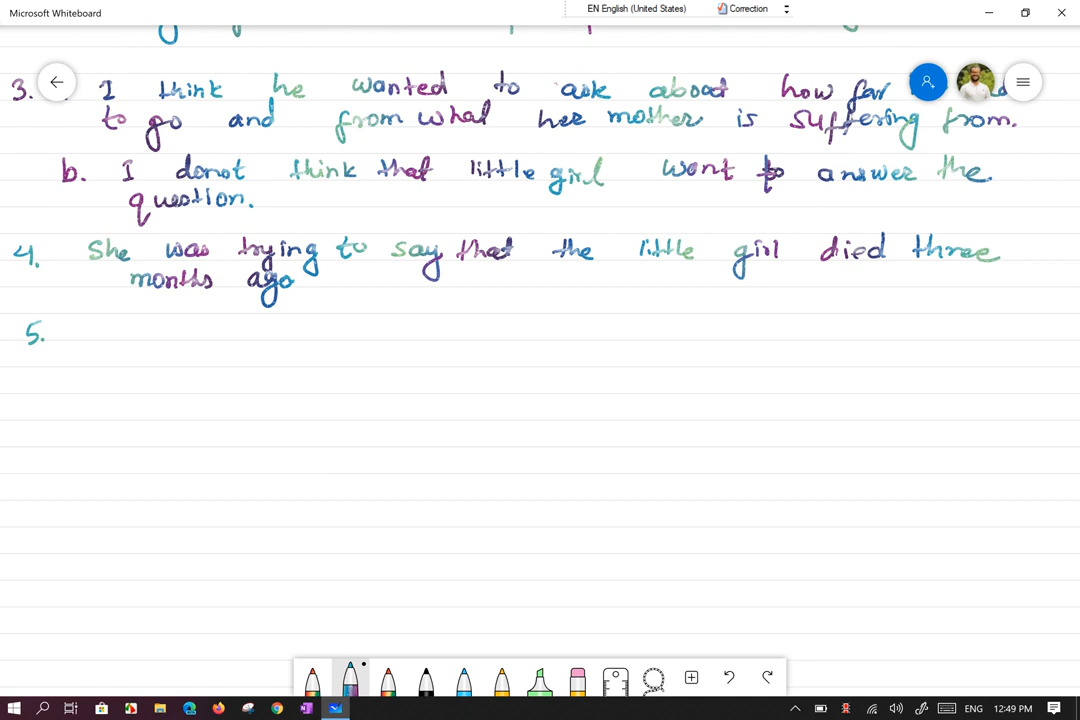 Microsoft Whiteboard
EN English (United States)
Correction
3. I think he wanted to ask about how far
to go and from what her mother is suffering from.
b. I donot think that little girl want to answer the.
question.
4. She was trying to say that the little girl died three
months ago
5.
ENG
12:49 PM